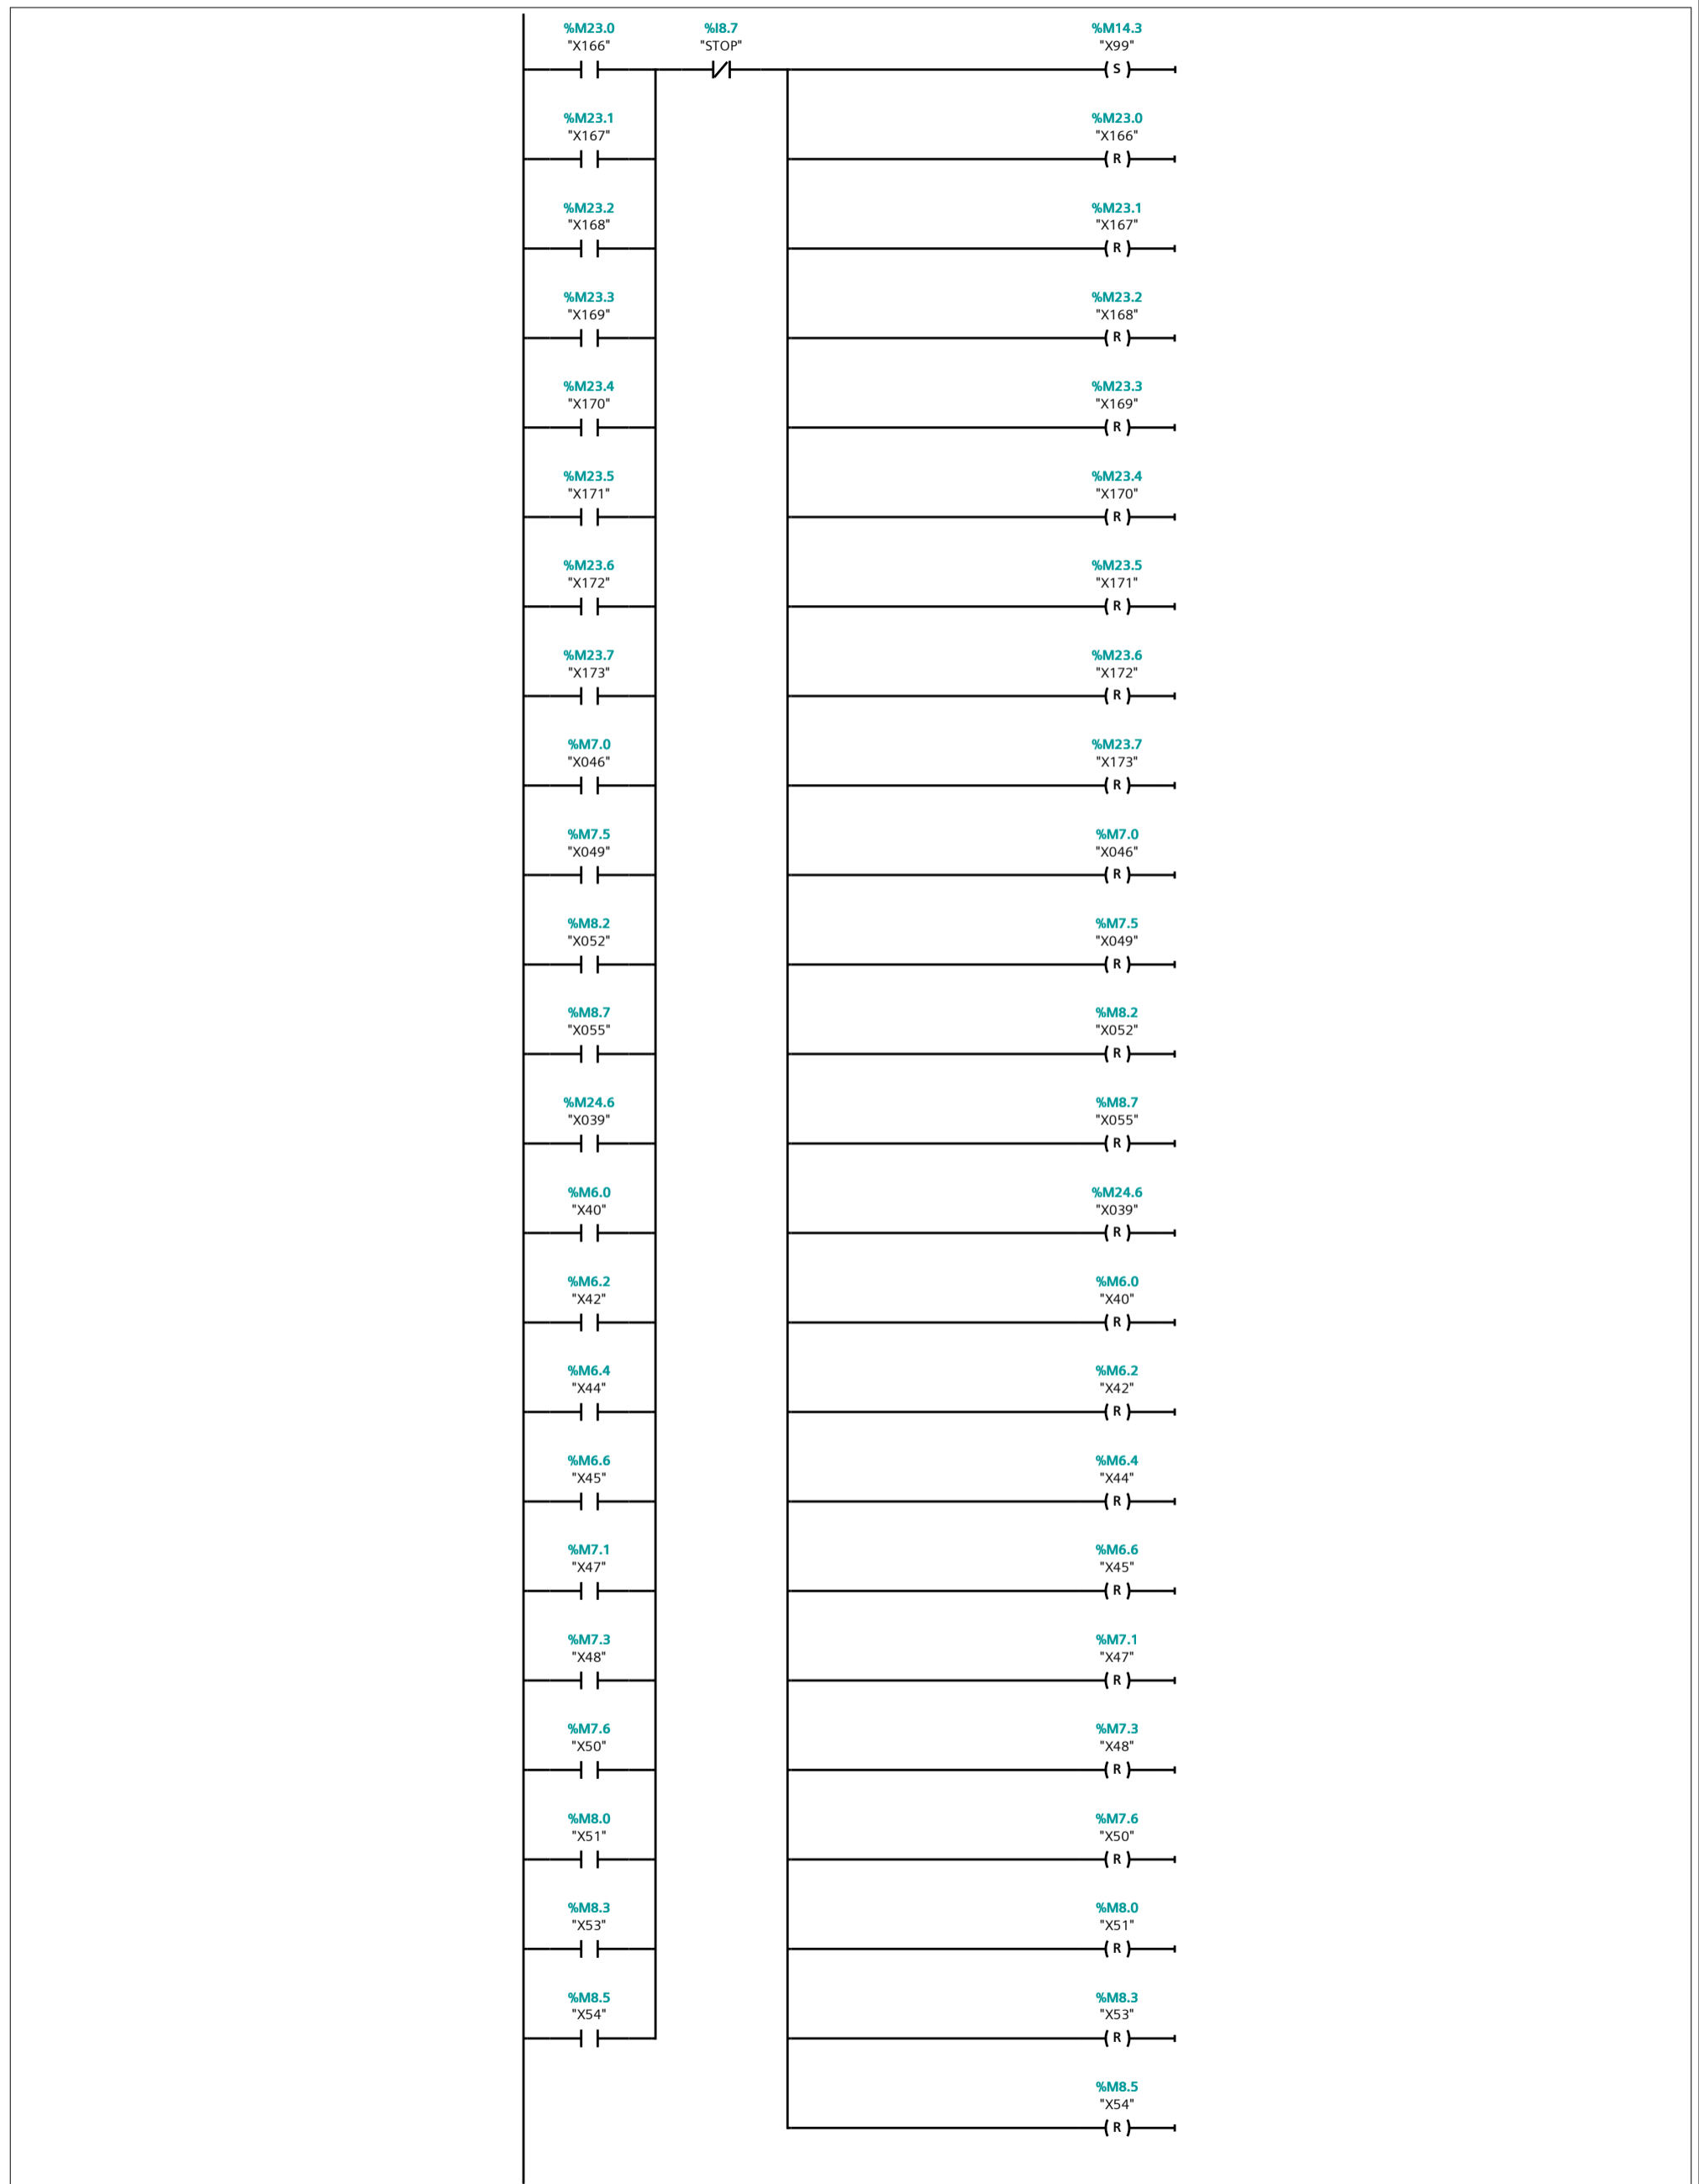 %M23.0 %I8.7 %M14.3
"X166" "STOP" "X99"
S
%M23.1 %M23.0
"X167" "X166"
R
%M23.2 %M23.1
"X168" "X167"
R
%M23.3 %M23.2
"X169" "X168"
R
%M23.4 %M23.3
"X170" "X169"
R
%M23.5 %M23.4
"X171" "X170"
R
%M23.6 %M23.5
"X172" "X171"
R
%M23.7 %M23.6
"X173" "X172"
R
%M7.0 %M23.7
"X046" "X173"
R
%M7.5 %M7.0
"X049" "X046"
R
%M8.2 %M7.5
"X052" "X049"
R
%M8.7 %M8.2
"X055" "X052"
R
%M24.6 %M8.7
"X039" "X055"
R
%M6.0 %M24.6
"X40" "X039"
R
%M6.2 %M6.0
"X42" "X40"
R
%M6.4 %M6.2
"X44" "X42"
R
%M6.6 %M6.4
"X45" "X44"
R
%M7.1 %M6.6
"X47" "X45"
R
%M7.3 %M7.1
"X48" "X47"
R
%M7.6 %M7.3
"X50" "X48"
R
%M8.0 %M7.6
"X51" "X50"
R
%M8.3 %M8.0
"X53" "X51"
R
%M8.5 %M8.3
"X54" "X53"
R
%M8.5
"X54"
R